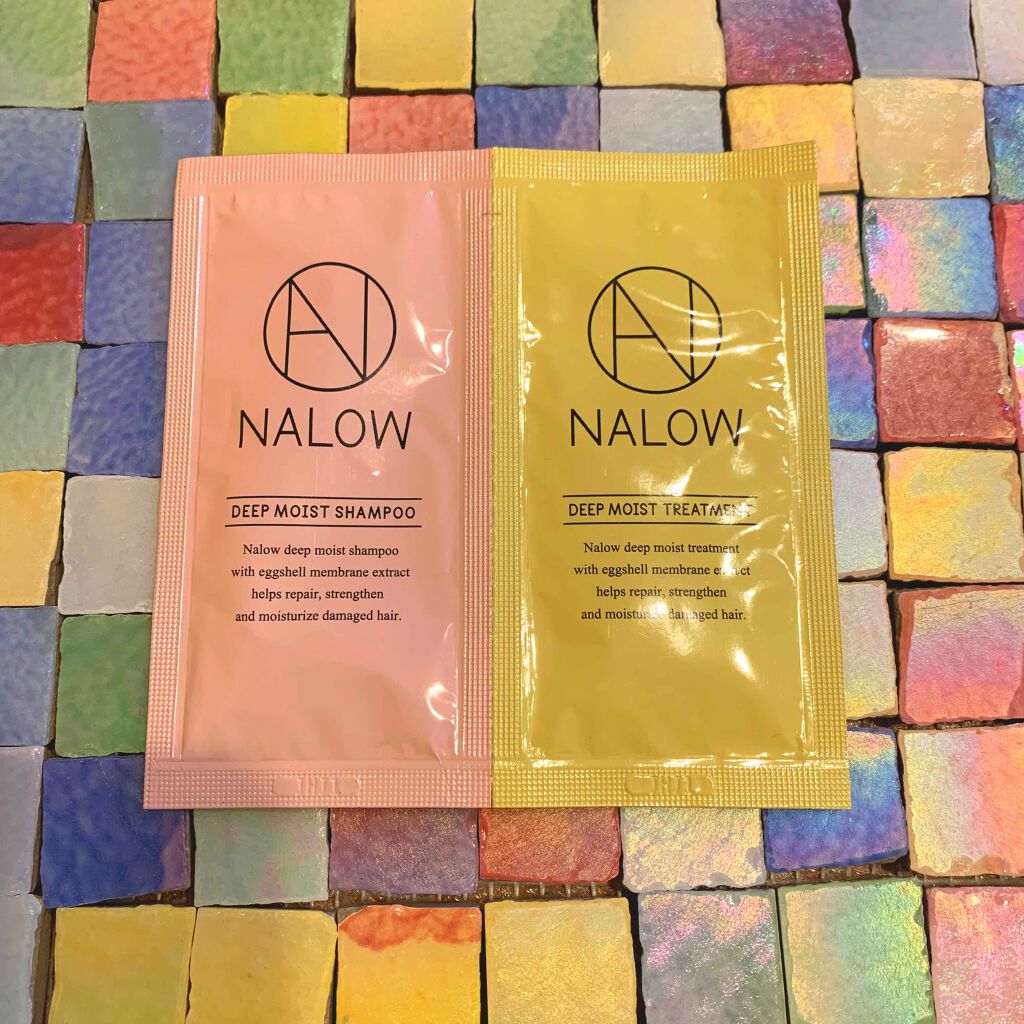 NALOW
DEEP MOIST SHAMPOO
Nalow deep moist shampoo
with eggshell membrane extract
helps repair, strengthen
and moisturize damaged hair.
NALOW
DEEP MOIST TREATMENT
Nalow deep moist treatment
with eggshell membrane extract
helps repair, strengthen
and moisturize damaged hair.